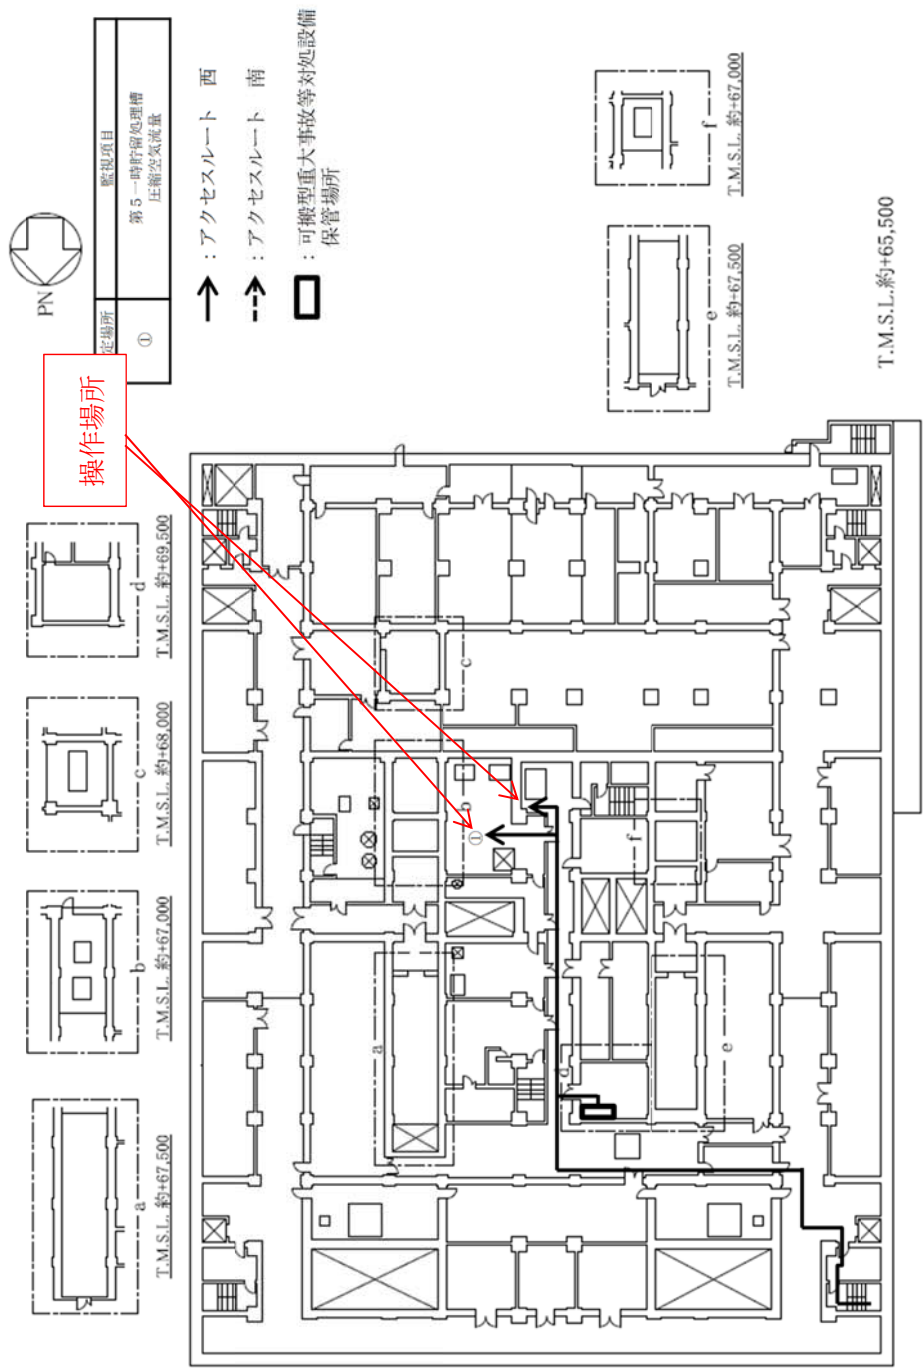 PN
定場所
監視項目
①
第５一時貯留処理槽
圧縮空気流量
：アクセスルート　西
：アクセスルート　南
：可搬型重大事故等対処設備
保管場所
操作場所
a
T.M.S.L. 約+67,500
b
T.M.S.L. 約+67,000
c
T.M.S.L. 約+68,000
d
T.M.S.L. 約+69,500
e
T.M.S.L. 約+67,500
f
T.M.S.L. 約+67,000
T.M.S.L.約+65,500
a
b
c
d
e
f
①